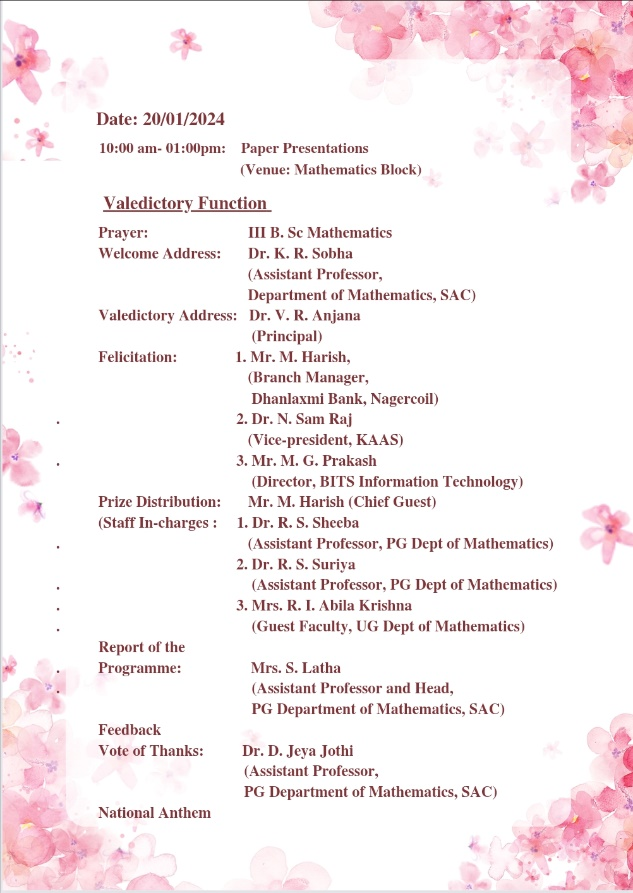 Date: 20/01/2024
10:00 am- 01:00pm: Paper Presentations
(Venue: Mathematics Block)
Valedictory Function
Prayer: III B. Sc Mathematics
Welcome Address: Dr. K. R. Sobha
(Assistant Professor,
Department of Mathematics, SAC)
Valedictory Address: Dr. V. R. Anjana
(Principal)
Felicitation: 1. Mr. M. Harish,
(Branch Manager,
Dhanlaxmi Bank, Nagercoil)
. 2. Dr. N. Sam Raj
(Vice-president, KAAS)
. 3. Mr. M. G. Prakash
(Director, BITS Information Technology)
Prize Distribution: Mr. M. Harish (Chief Guest)
(Staff In-charges : 1. Dr. R. S. Sheeba
. (Assistant Professor, PG Dept of Mathematics)
2. Dr. R. S. Suriya
. (Assistant Professor, PG Dept of Mathematics)
. 3. Mrs. R. I. Abila Krishna
. (Guest Faculty, UG Dept of Mathematics)
Report of the
. Programme: Mrs. S. Latha
. (Assistant Professor and Head,
PG Department of Mathematics, SAC)
Feedback
Vote of Thanks: Dr. D. Jeya Jothi
(Assistant Professor,
PG Department of Mathematics, SAC)
National Anthem